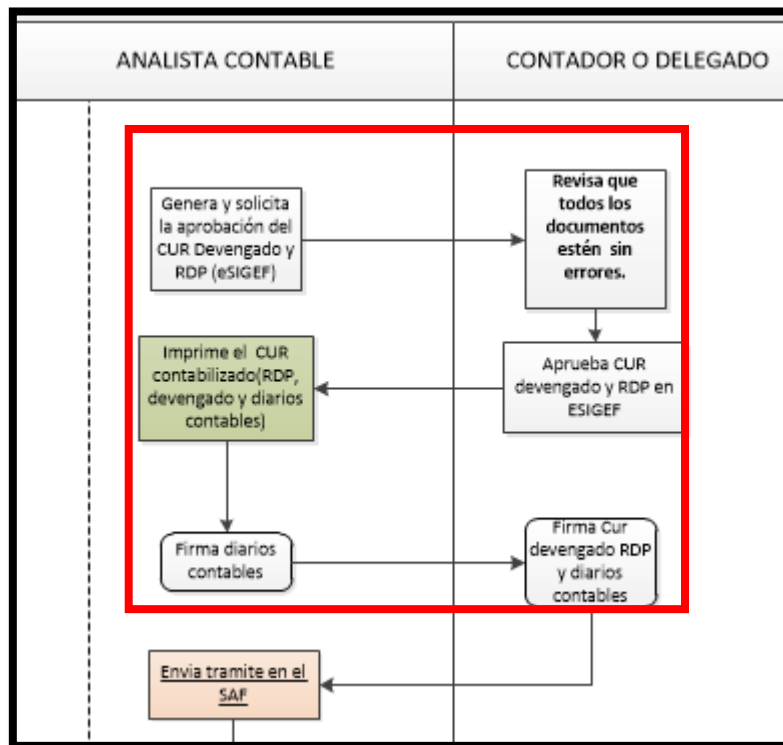 ANALISTA CONTABLE
CONTADOR O DELEGADO
Genera y solicita
la aprobación del
CUR Devengado y
RDP (eSIGEF)
Revisa que
todos los
documentos
estén sin
errores.
Imprime el CUR
contabilizado(RDP,
devengado y diarios
contables)
Aprueba CUR
devengado y RDP en
ESIGEF
Firma diarios
contables
Firma Cur
devengado RDP
y diarios
contables
Envia tramite en el
SAF